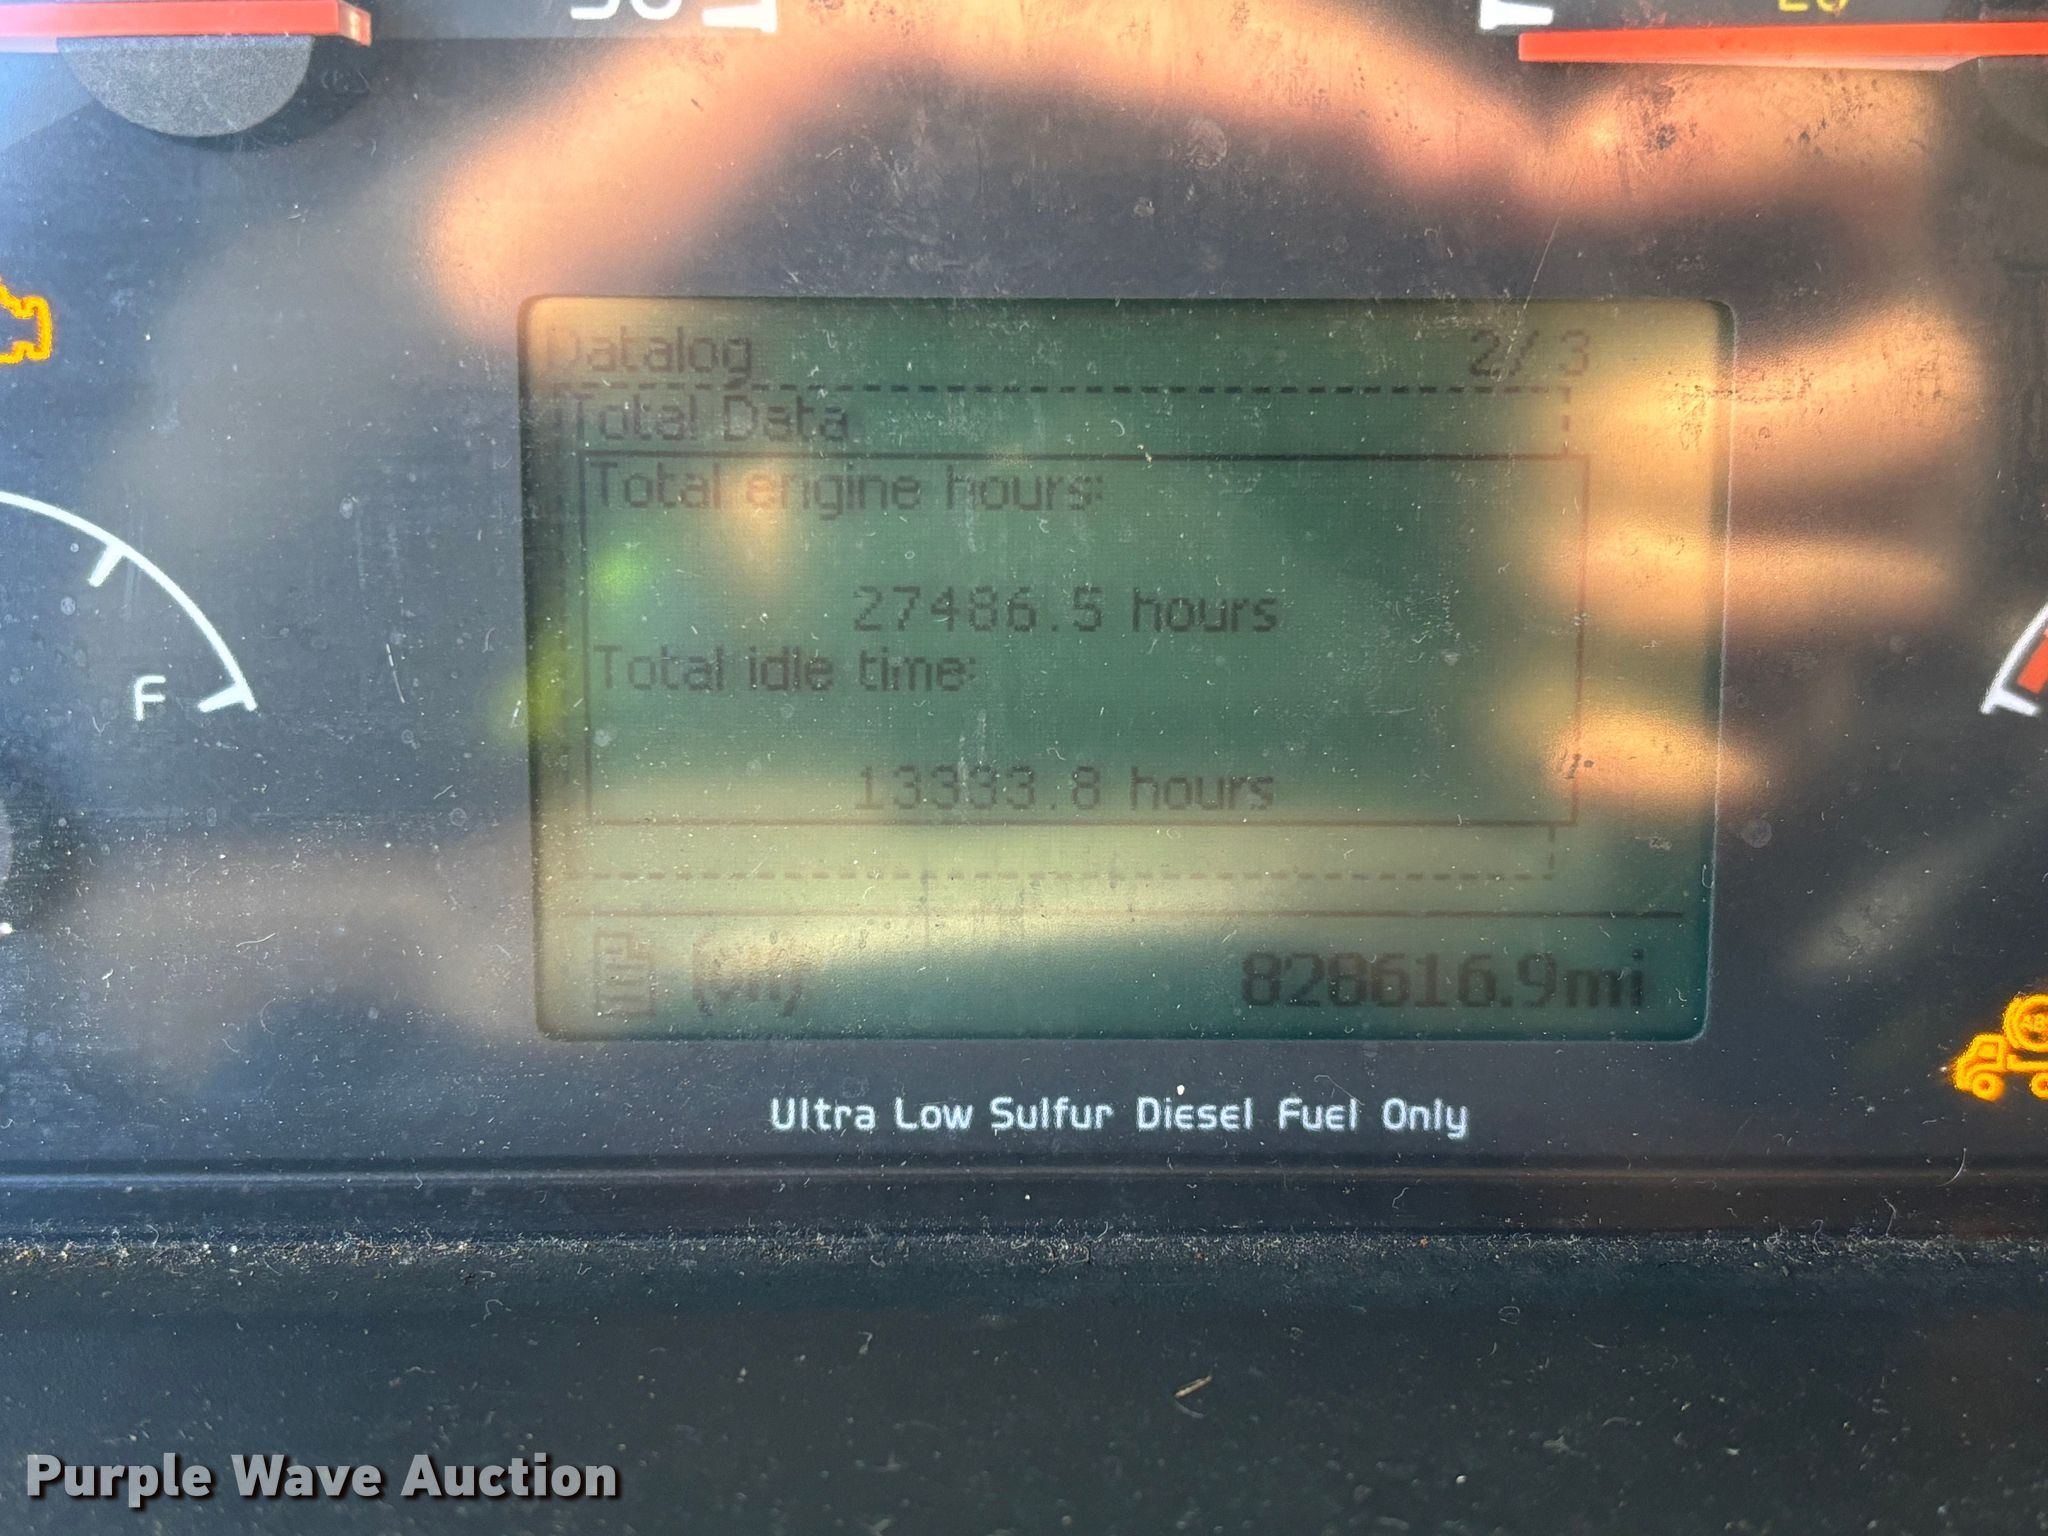 Datalog 2/3
Total Data
Total engine hours:
27486.5 hours
Total idle time:
13333.8 hours
F
828616.9mi
Ultra Low Sulfur Diesel Fuel Only
Purple Wave Auction